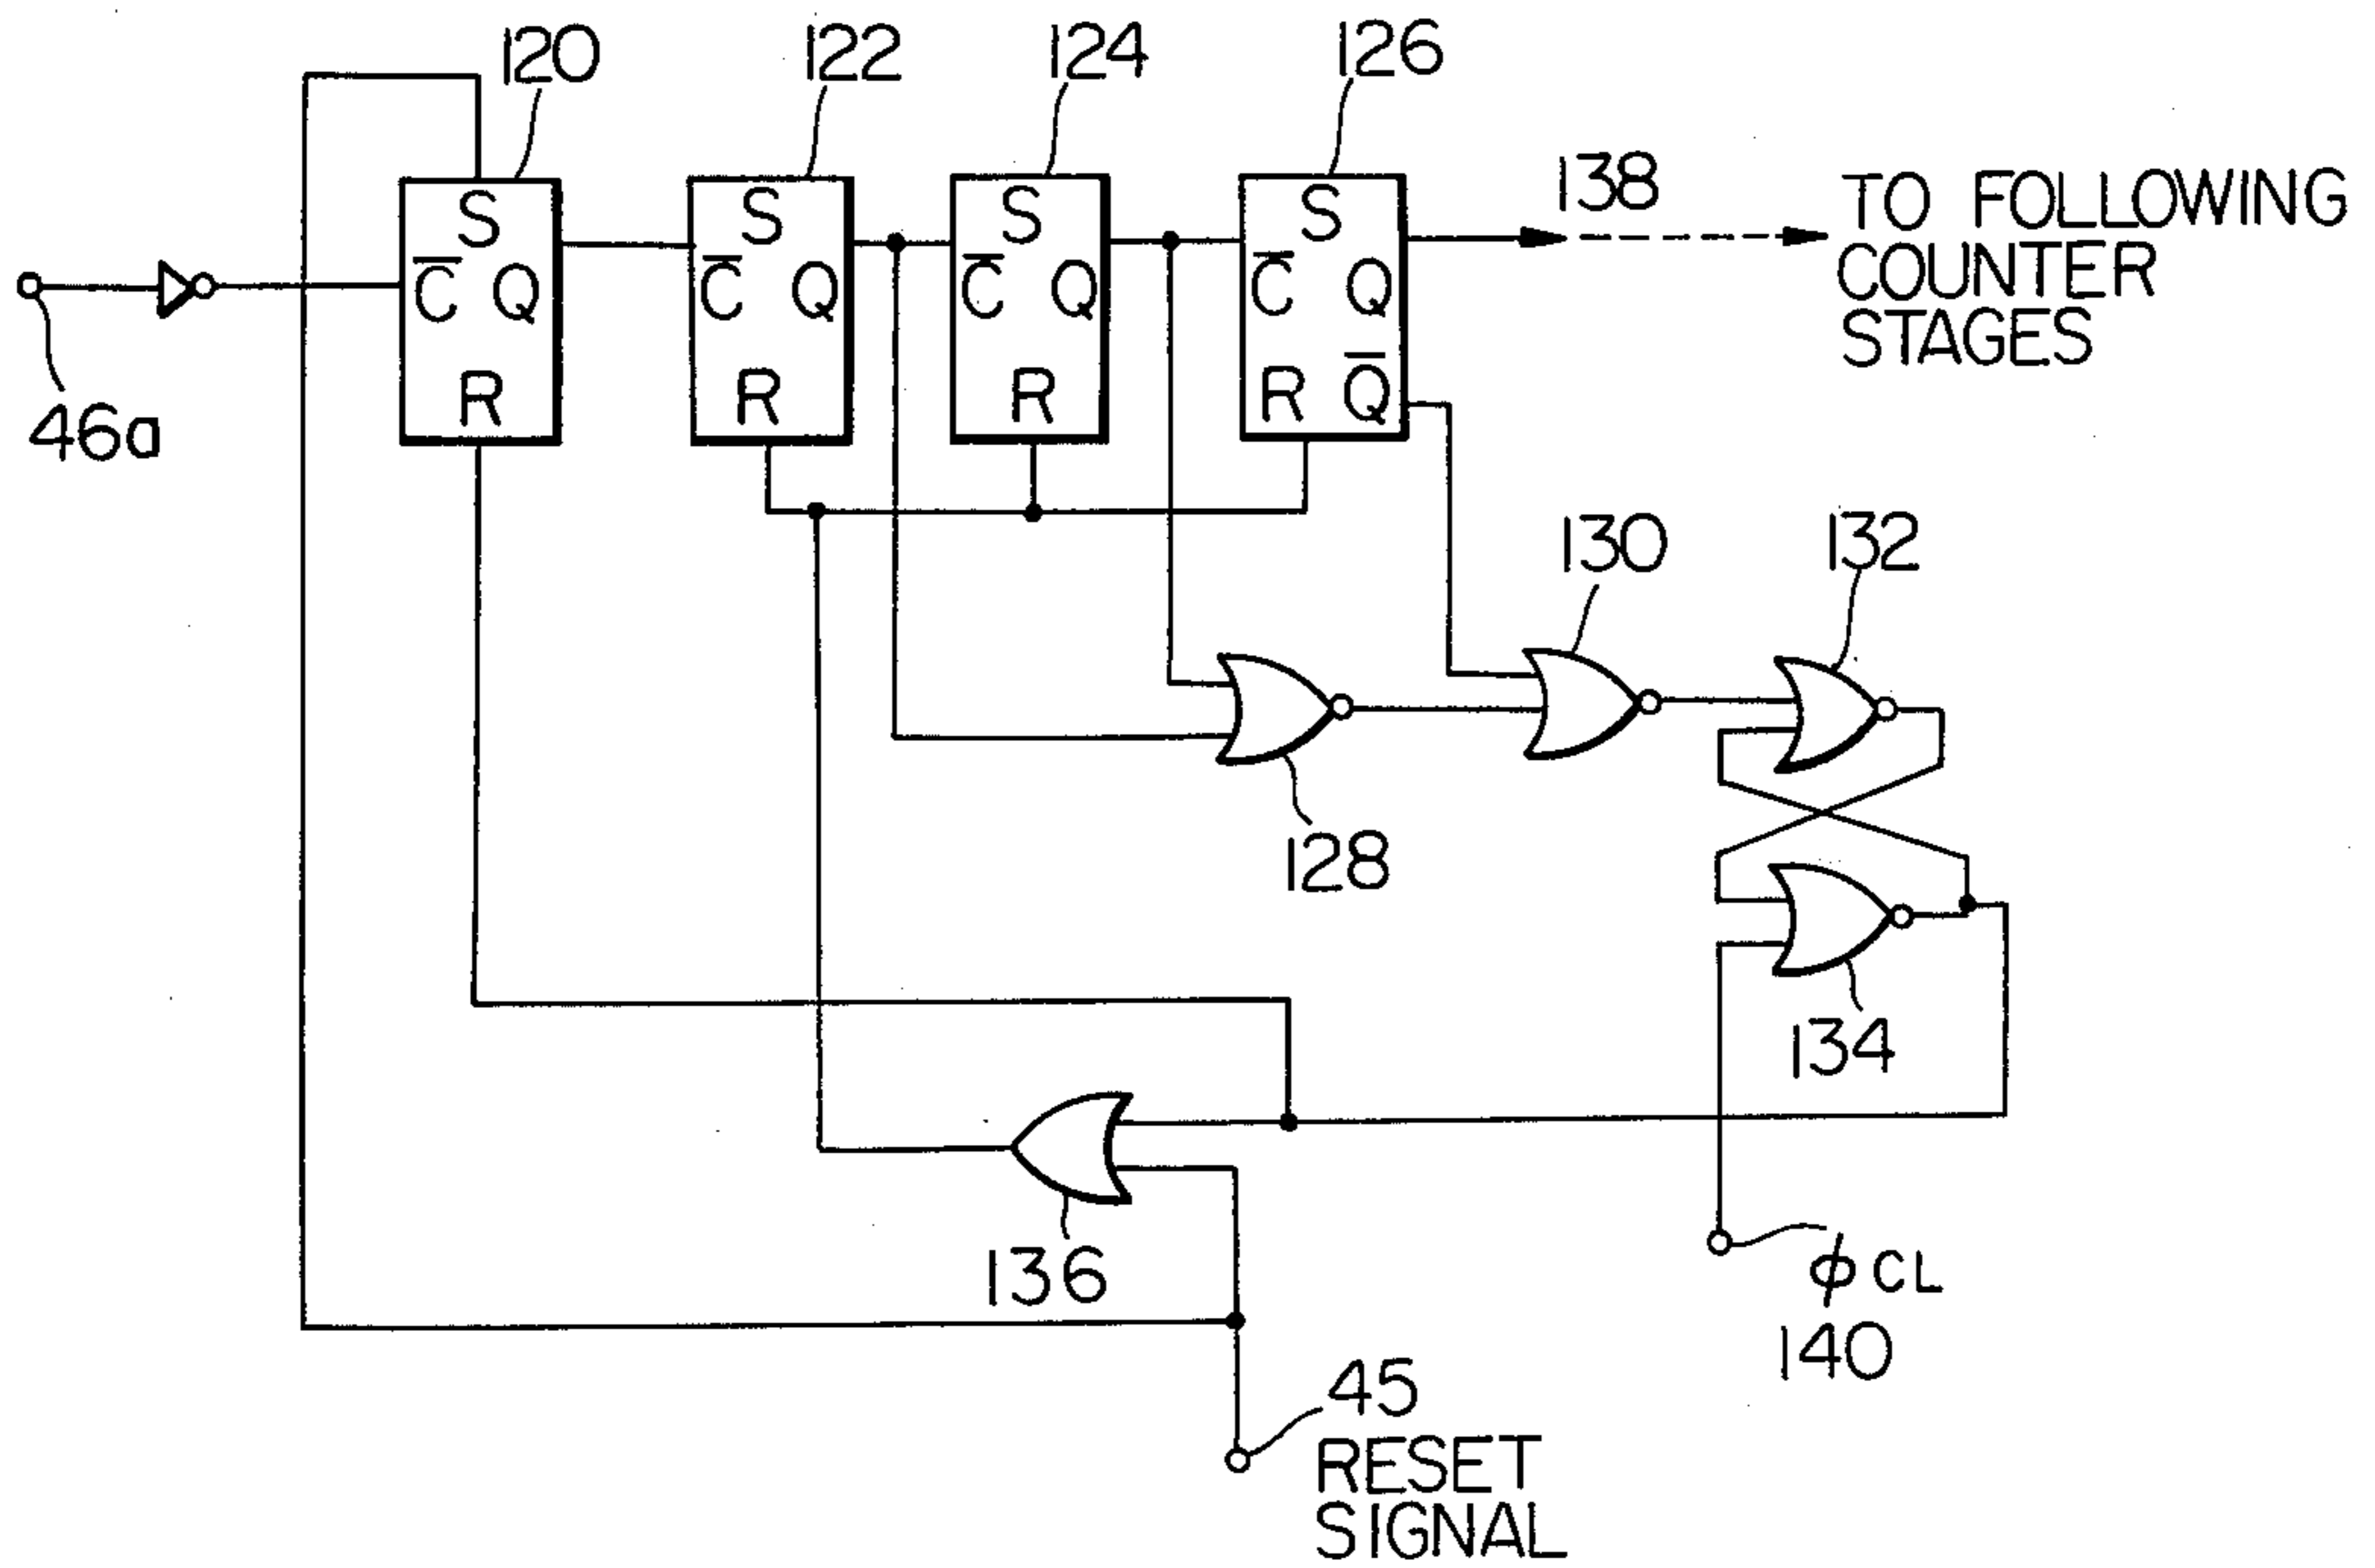 120
122
124
126
138
TO FOLLOWING
COUNTER
STAGES
S
C̅ Q
R
S
C̅ Q
R
S
C̅ Q
R
S
C̅ Q
R Q̅
46a
130
132
128
134
136
φ CL
140
45
RESET
SIGNAL